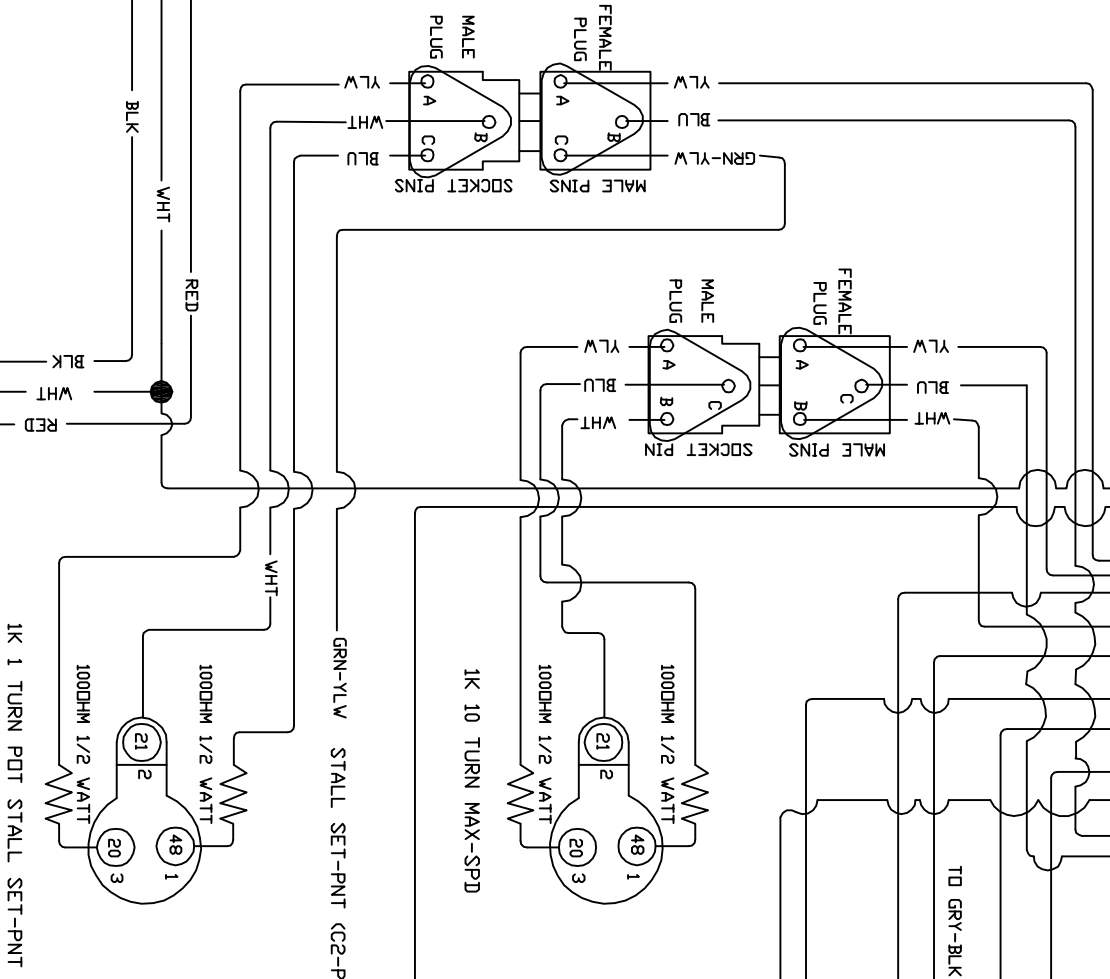 MALE
PLUG
FEMALE
PLUG
YLW
A
WHT
B
BLU
C
SOCKET PINS
A
YLW
B
BLU
C
GRN-YLW
MALE PINS
BLK
WHT
RED
BLK
WHT
RED
MALE
PLUG
FEMALE
PLUG
YLW
A
BLU
C
WHT
B
SOCKET PIN
A
YLW
C
BLU
B
WHT
MALE PINS
WHT
1K 1 TURN POT STALL SET-PNT
100OHM 1/2 WATT
100OHM 1/2 WATT
21
2
20
3
48
1
GRN-YLW STALL SET-PNT (C2-P
1K 10 TURN MAX-SPD
100OHM 1/2 WATT
100OHM 1/2 WATT
21
2
20
3
48
1
TO GRY-BLK